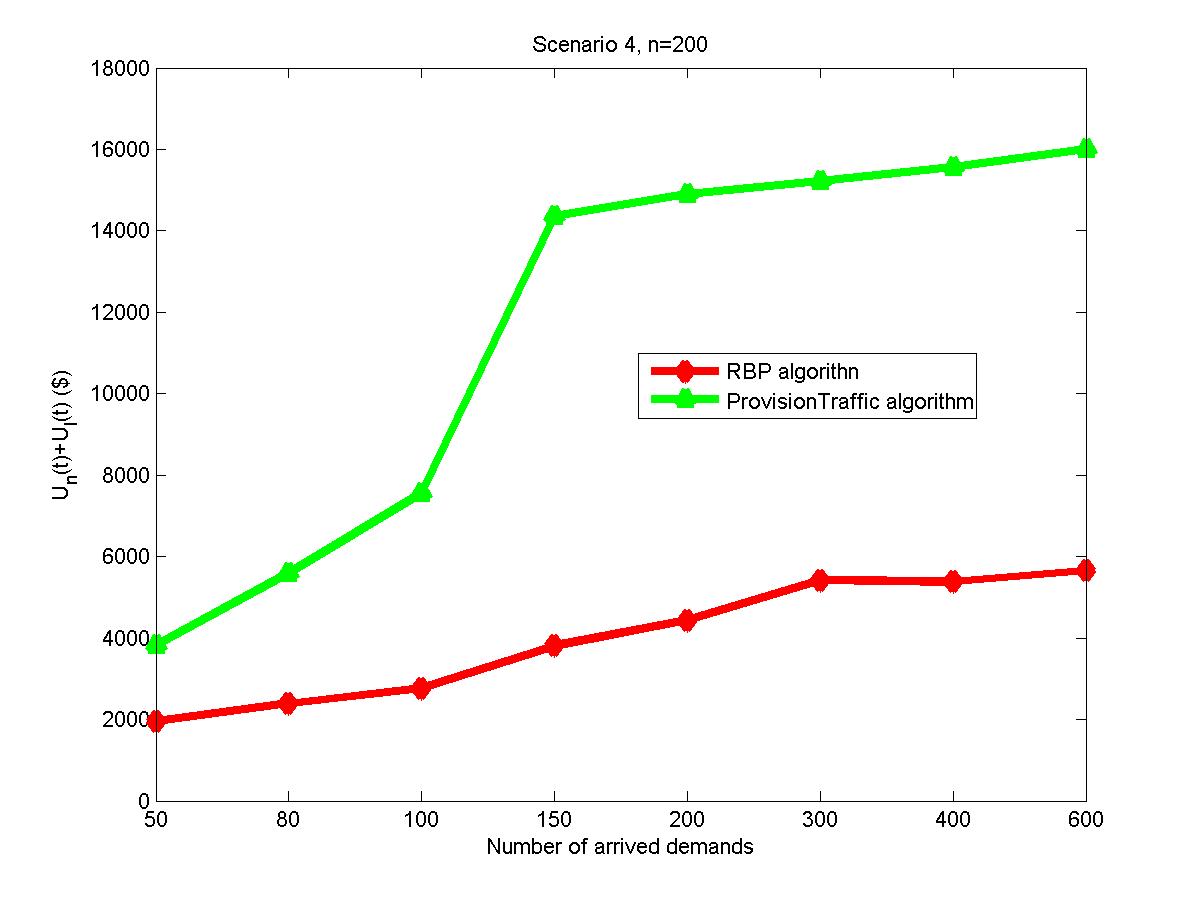 Scenario 4, n=200
18000
16000
14000
12000
10000
8000
6000
4000
2000
0
Un(t)+Ul(t) ($)
RBP algorithn
ProvisionTraffic algorithm
50 80 100 150 200 300 400 600
Number of arrived demands